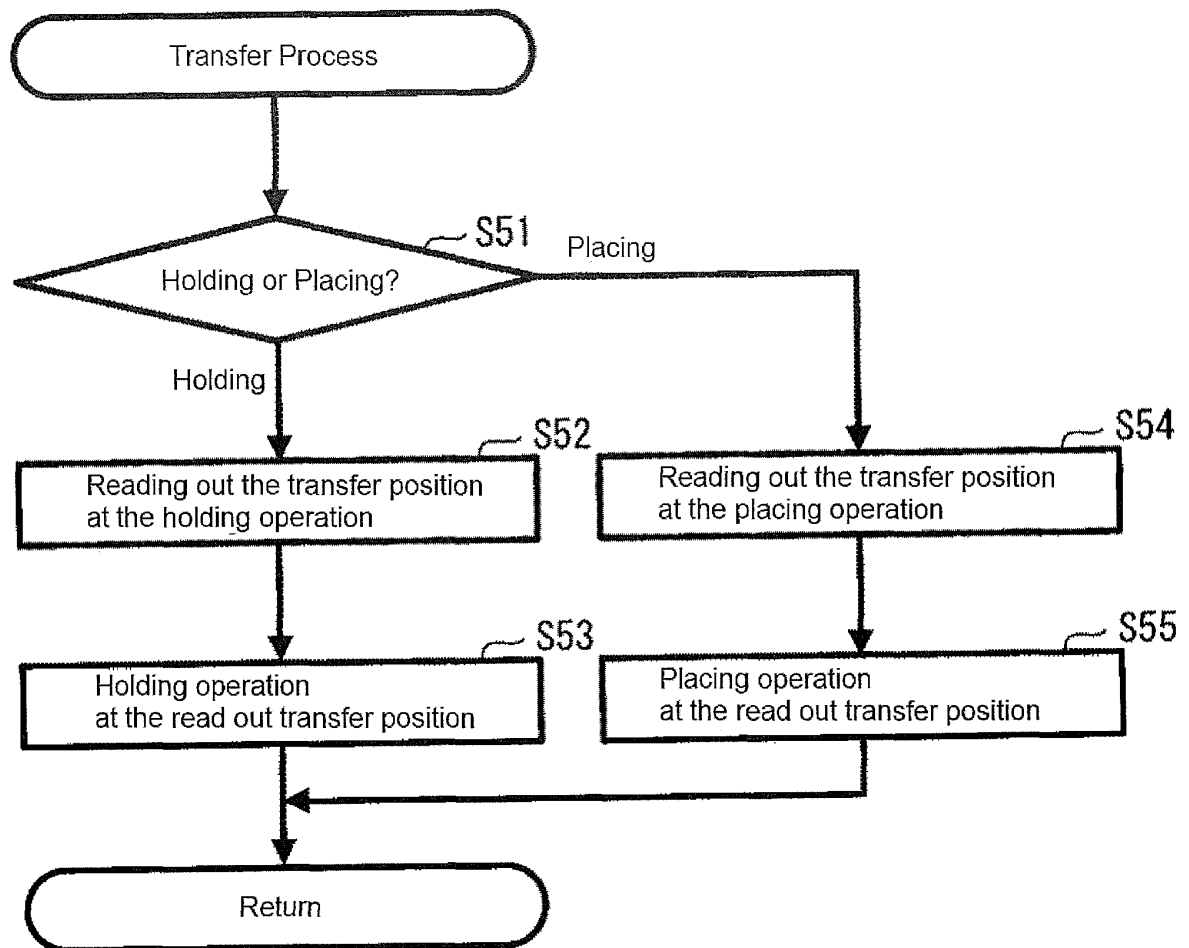 Transfer Process
S51
Holding or Placing?
Placing
Holding
S52
Reading out the transfer position
at the holding operation
S54
Reading out the transfer position
at the placing operation
S53
Holding operation
at the read out transfer position
S55
Placing operation
at the read out transfer position
Return